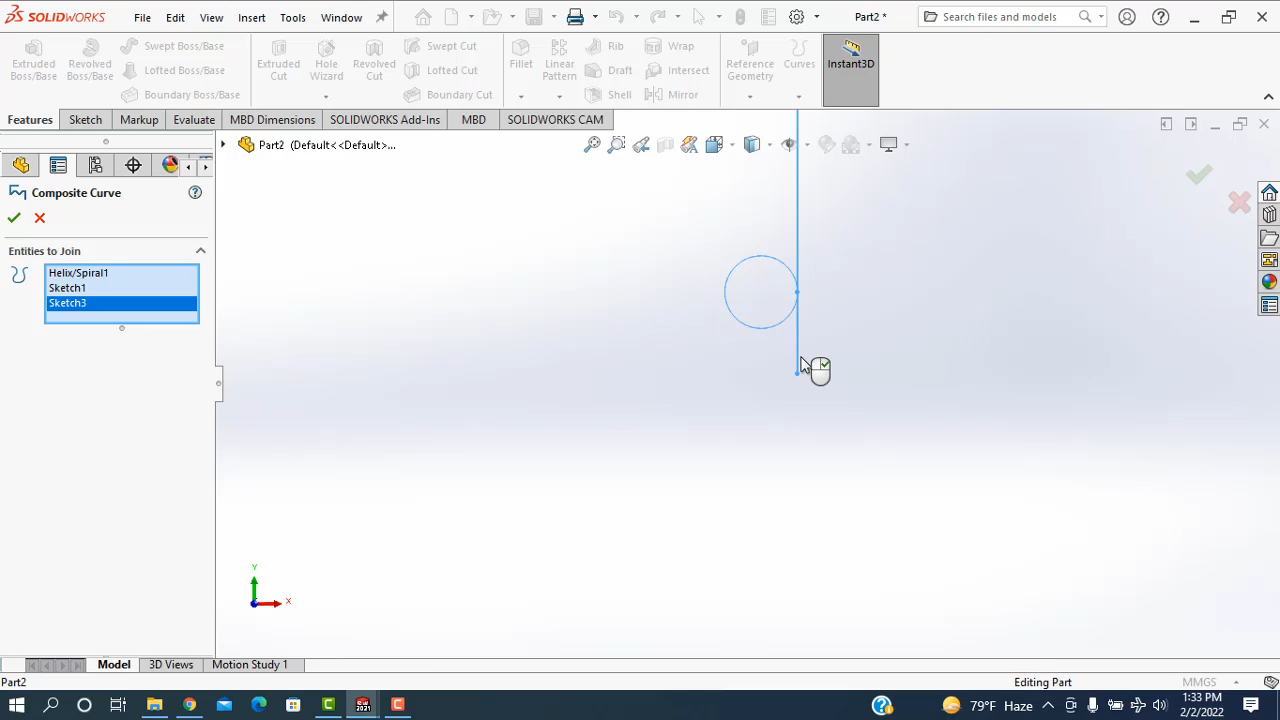 SOLIDWORKS File Edit View Insert Tools Window Part2 * Search files and models
Extruded Boss/Base
Revolved Boss/Base
Swept Boss/Base
Lofted Boss/Base
Boundary Boss/Base
Extruded Cut
Hole Wizard
Revolved Cut
Swept Cut
Lofted Cut
Boundary Cut
Fillet
Linear Pattern
Rib
Draft
Shell
Wrap
Intersect
Mirror
Reference Geometry
Curves
Instant3D
Features Sketch Markup Evaluate MBD Dimensions SOLIDWORKS Add-Ins MBD SOLIDWORKS CAM
Part2 (Default<<Default>...
Composite Curve
Entities to Join
Helix/Spiral1
Sketch1
Sketch3
Y
X
Model 3D Views Motion Study 1
Part2 Editing Part MMGS
79°F Haze 1:33 PM
2/2/2022
2021